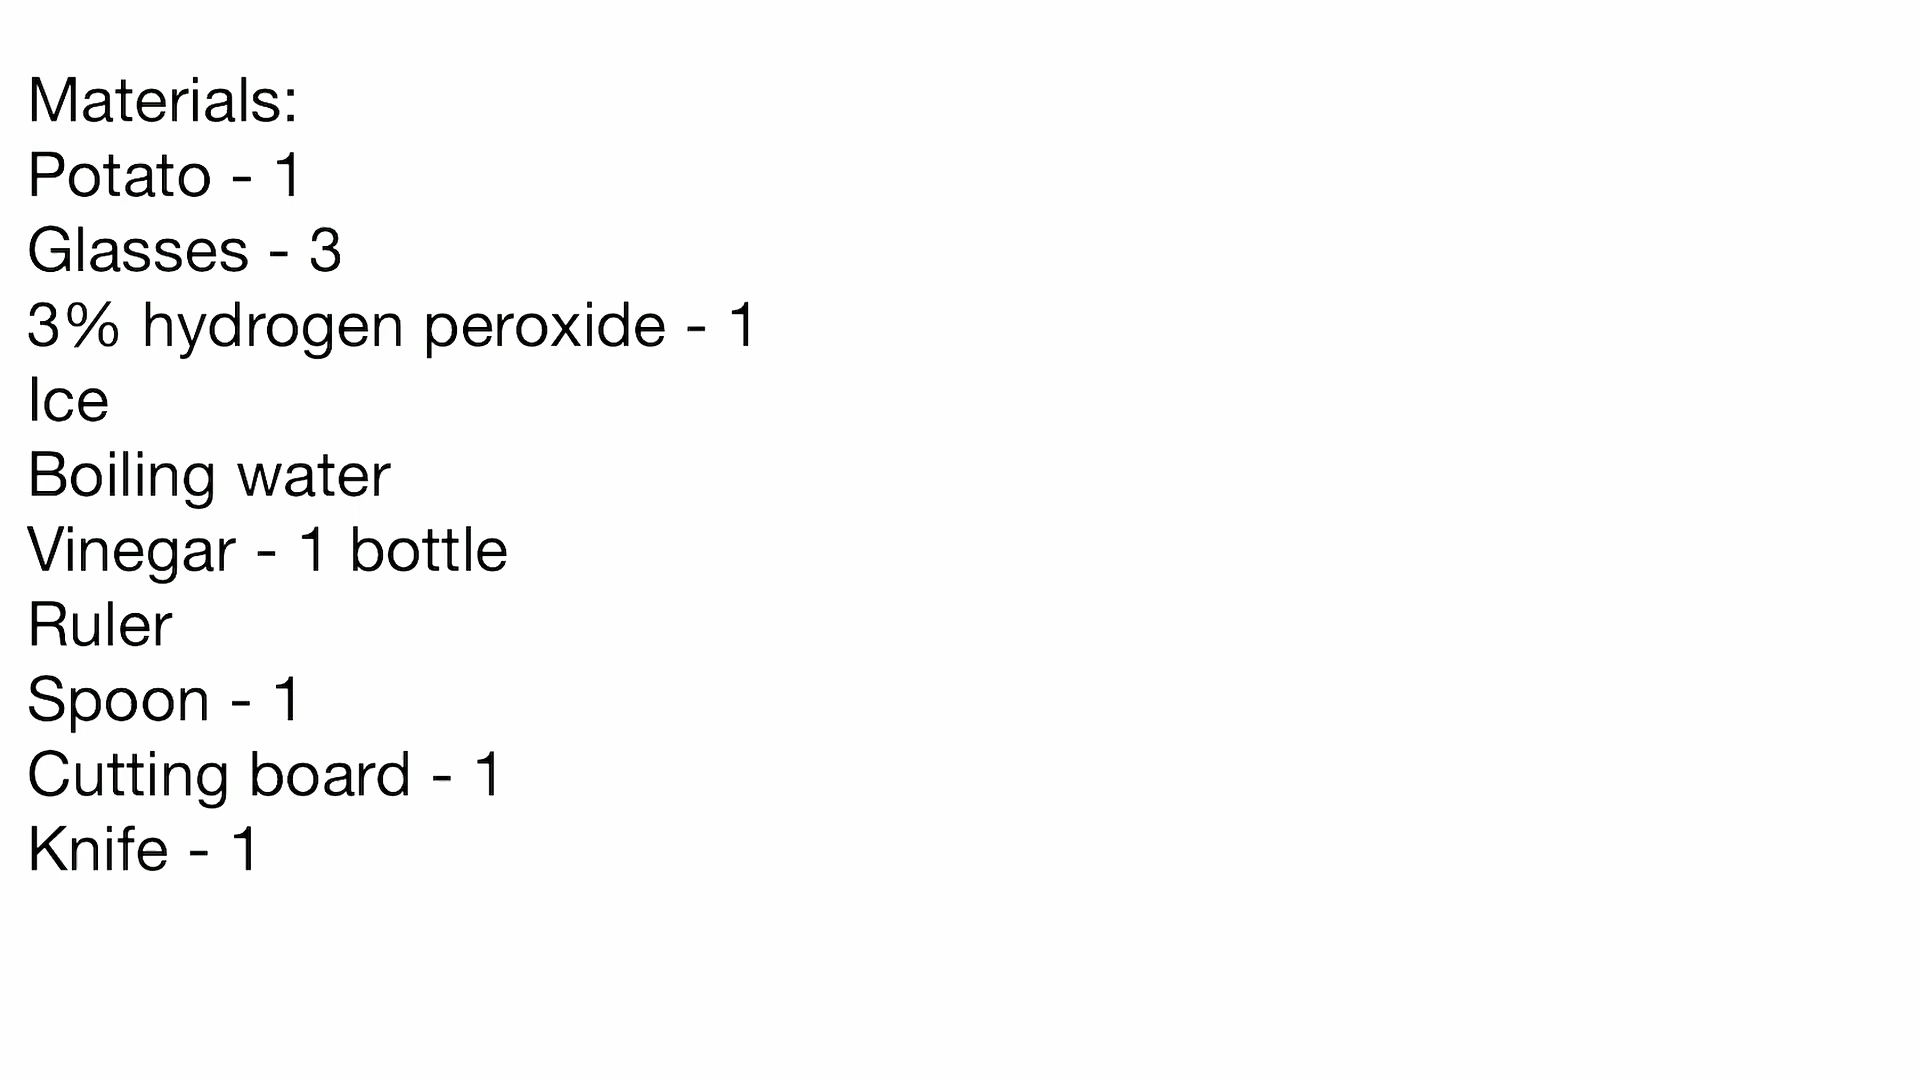 Materials:
Potato - 1
Glasses - 3
3% hydrogen peroxide - 1
Ice
Boiling water
Vinegar - 1 bottle
Ruler
Spoon - 1
Cutting board - 1
Knife - 1